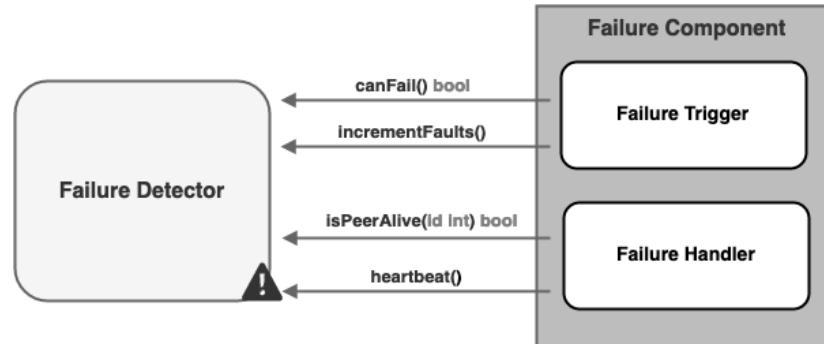 Failure Component
canFail() bool
Failure Trigger
incrementFaults()
Failure Detector
isPeerAlive(id int) bool
Failure Handler
heartbeat()
!